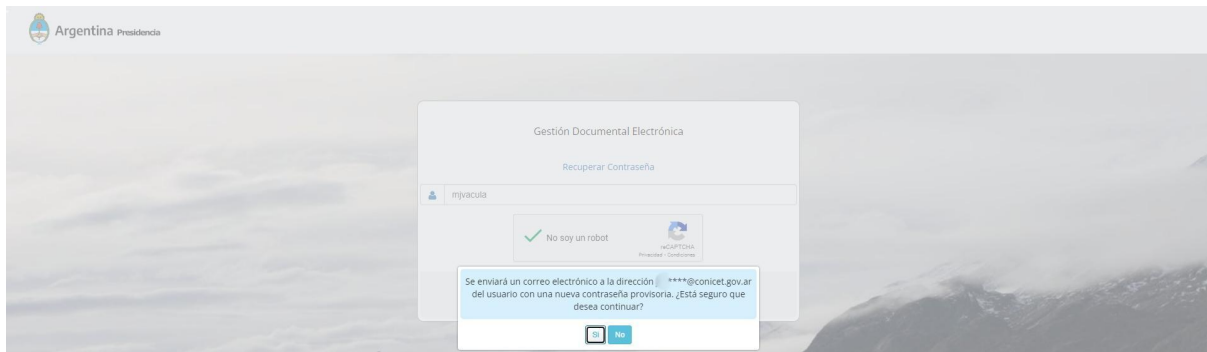 Argentina Presidencia
Gestión Documental Electrónica
Recuperar Contraseña
mjvacula
No soy un robot
reCAPTCHA
Privacidad - Condiciones
Se enviará un correo electrónico a la dirección ****@conicet.gov.ar
del usuario con una nueva contraseña provisoria. ¿Está seguro que
desea continuar?
Si No